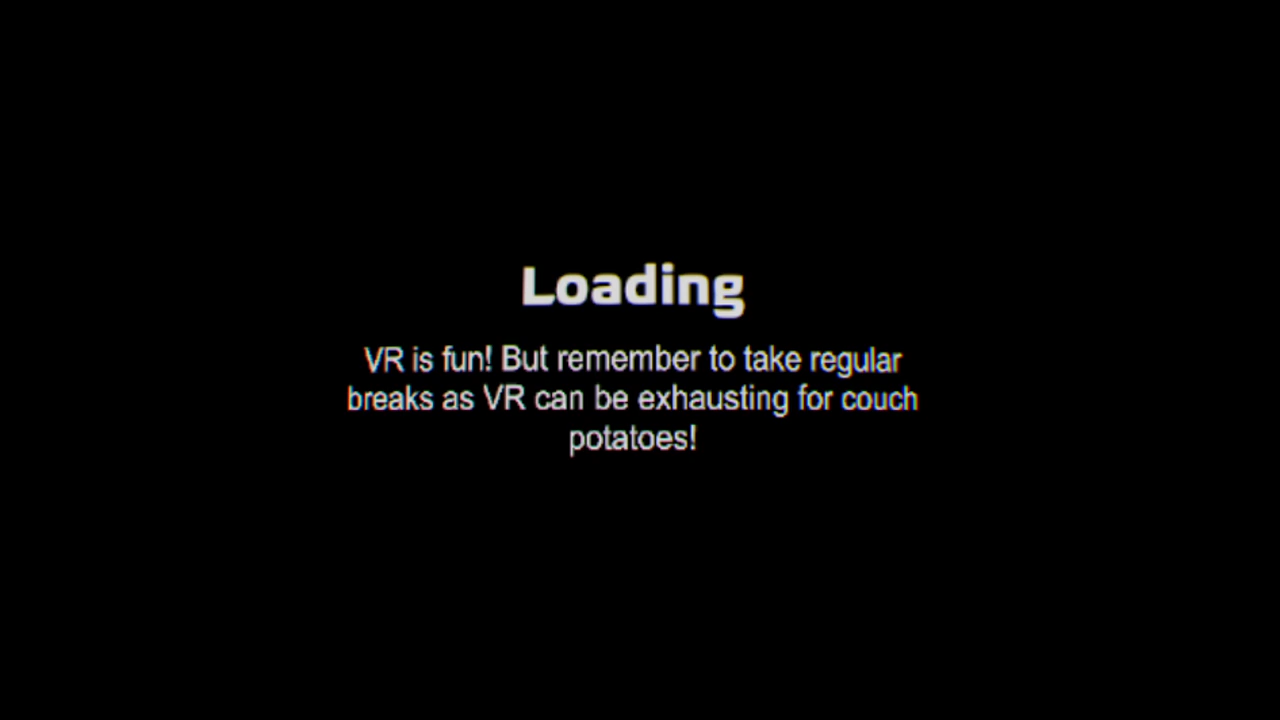 Loading
VR is fun! But remember to take regular
breaks as VR can be exhausting for couch
potatoes!